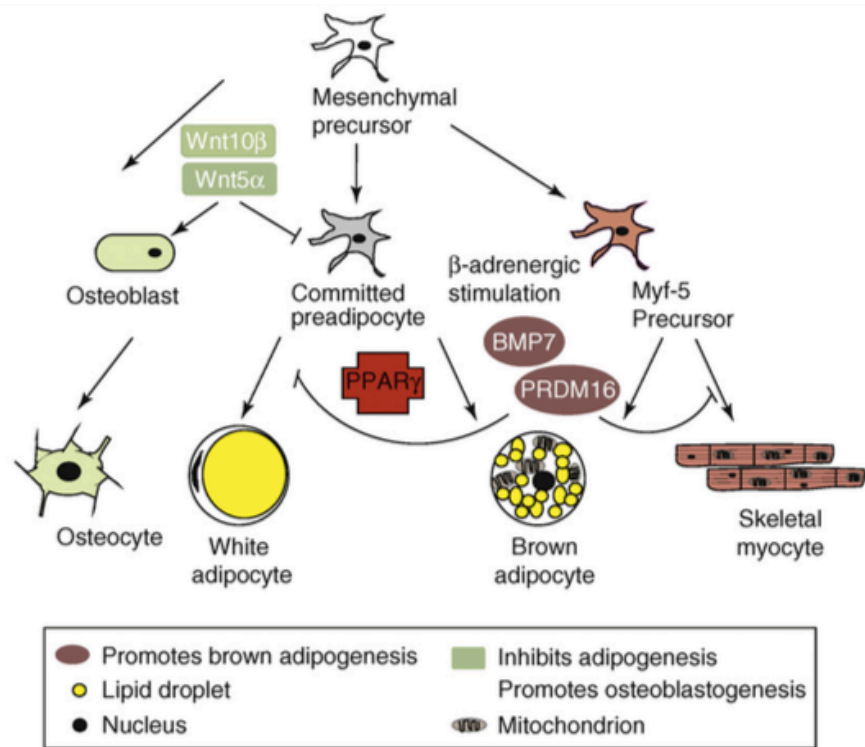 Mesenchymal
precursor
Wnt10β
Wnt5α
Osteoblast
Committed
preadipocyte
β-adrenergic
stimulation
Myf-5
Precursor
BMP7
PPARγ
PRDM16
Osteocyte
White
adipocyte
Brown
adipocyte
Skeletal
myocyte
Promotes brown adipogenesis
Lipid droplet
Nucleus
Inhibits adipogenesis
Promotes osteoblastogenesis
Mitochondrion